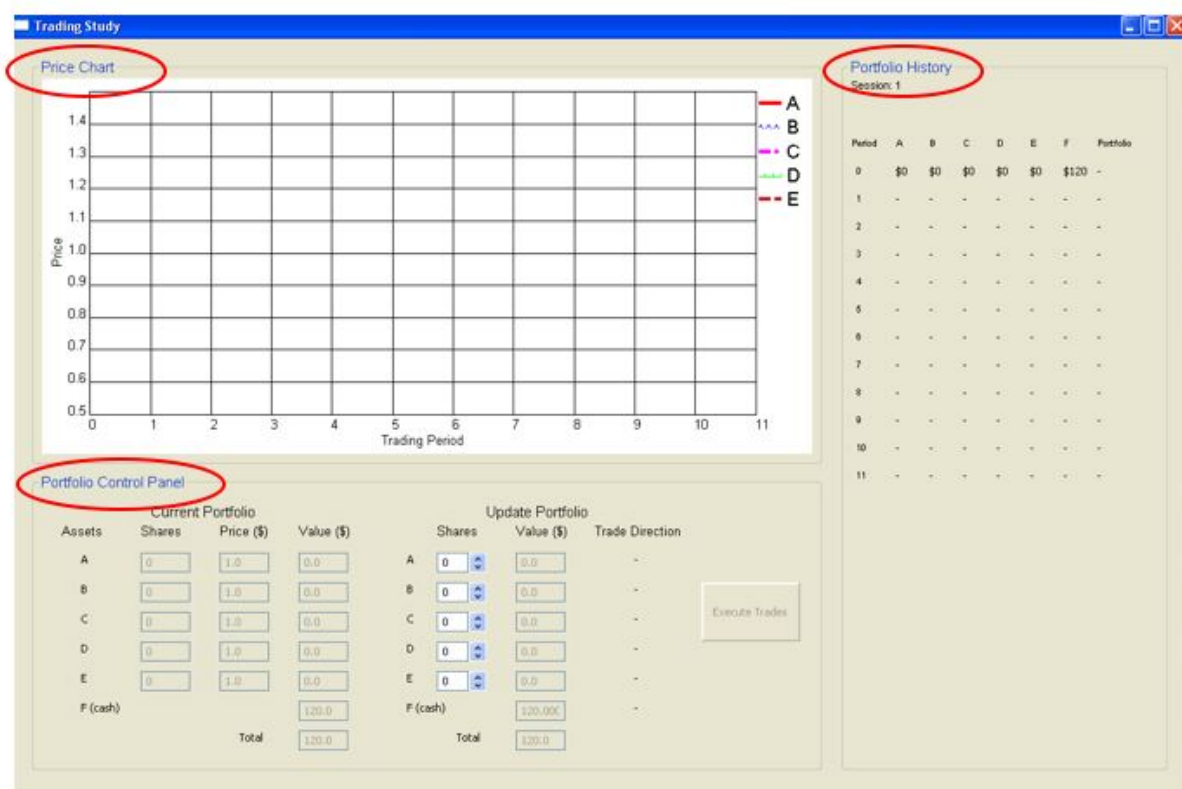 Trading Study
Price Chart
1.4
1.3
1.2
1.1
1.0
0.9
0.8
0.7
0.6
0.5
Price
0 1 2 3 4 5 6 7 8 9 10 11
Trading Period
A
B
C
D
E
Portfolio History
Session: 1
Period A B C D E F Portfolio
0 $0 $0 $0 $0 $0 $120 -
1 - - - - - - -
2 - - - - - - -
3 - - - - - - -
4 - - - - - - -
5 - - - - - - -
6 - - - - - - -
7 - - - - - - -
8 - - - - - - -
9 - - - - - - -
10 - - - - - - -
11 - - - - - - -
Portfolio Control Panel
Current Portfolio Update Portfolio
Assets Shares Price ($) Value ($) Shares Value ($) Trade Direction
A 0 1.0 0.0 A 0 0.0 -
B 0 1.0 0.0 B 0 0.0 -
C 0 1.0 0.0 C 0 0.0 -
D 0 1.0 0.0 D 0 0.0 -
E 0 1.0 0.0 E 0 0.0 -
F (cash) 120.0 F (cash) 120.00 -
Total 120.0 Total 120.0
Execute Trades